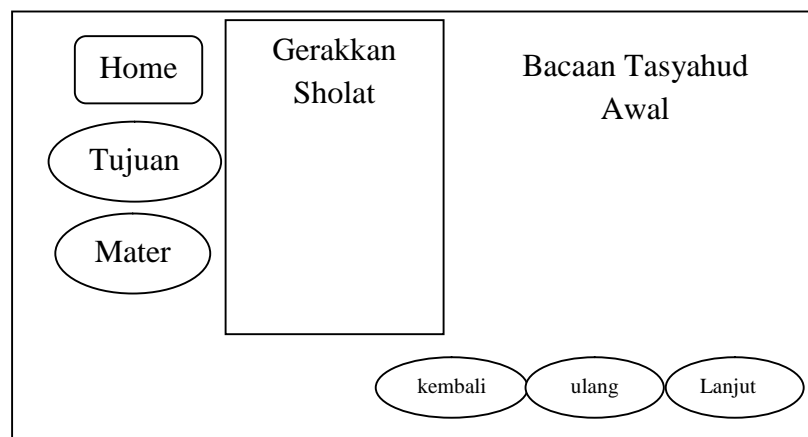 Home
Tujuan
Mater
Gerakkan
Sholat
Bacaan Tasyahud
Awal
kembali
ulang
Lanjut